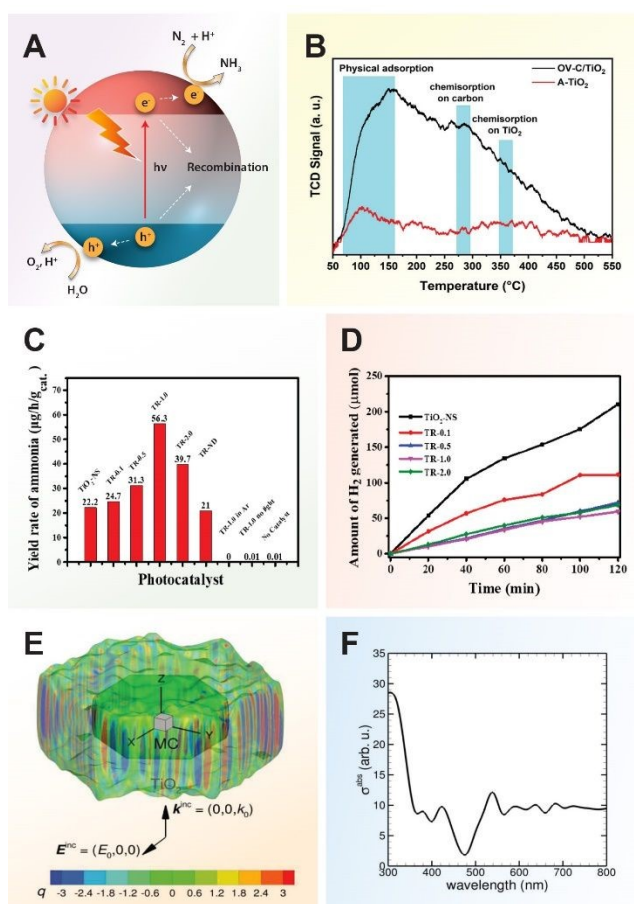 A
N₂ + H⁺
NH₃
e⁻
e⁻
hv
Recombination
h⁺
h⁺
O₂, H⁺
H₂O
B
OV-C/TiO₂
A-TiO₂
Physical adsorption
chemisorption
on carbon
chemisorption
on TiO₂
TCD Signal (a. u.)
50 100 150 200 250 300 350 400 450 500 550
Temperature (°C)
C
Yield rate of ammonia (μg/h/g cat.)
70
60
50
40
30
20
10
0
TiO₂-NS
TR-0.1
TR-0.5
TR-1.0
TR-2.0
TR-ND
TR-1.0 in Ar
TR-1.0 no light
No Catalyst
22.2
24.7
31.3
56.3
39.7
21
0
0.01
0.01
Photocatalyst
D
Amount of H₂ generated (μmol)
250
200
150
100
50
0
TiO₂-NS
TR-0.1
TR-0.5
TR-1.0
TR-2.0
0 20 40 60 80 100 120
Time (min)
E
Z
X
Y
MC
TiO₂
k^inc = (0,0,k₀)
E^inc = (E₀,0,0)
q -3 -2.4 -1.8 -1.2 -0.6 0 0.6 1.2 1.8 2.4 3
F
σ^abs (arb. u.)
35
30
25
20
15
10
5
0
300 400 500 600 700 800
wavelength (nm)